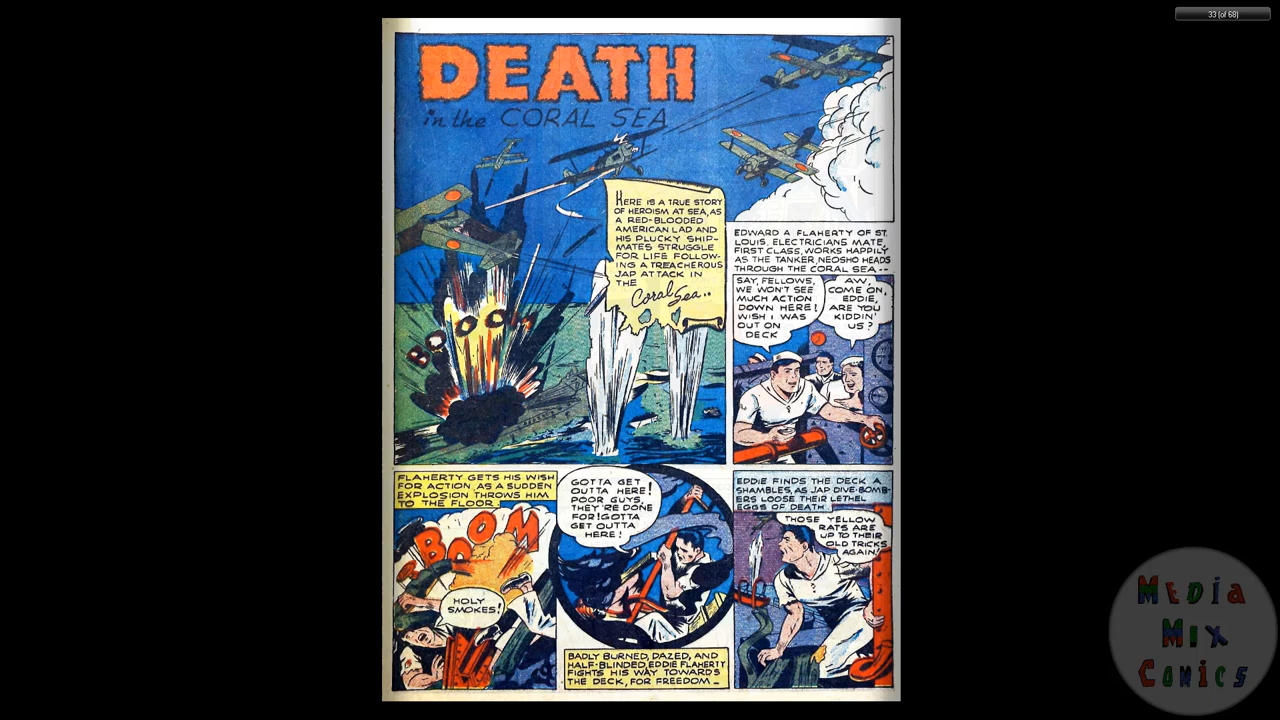 33 (of 68)
DEATH
in the CORAL SEA
HERE IS A TRUE STORY
OF HEROISM AT SEA, AS
A RED-BLOODED
AMERICAN LAD AND
HIS PLUCKY SHIP-
MATES STRUGGLE
FOR LIFE FOLLOW-
ING A TREACHEROUS
JAP ATTACK IN
THE
Coral Sea..
BOOOM
EDWARD A FLAHERTY OF ST.
LOUIS, ELECTRICIANS MATE,
FIRST CLASS, WORKS HAPPILY
AS THE TANKER, NEOSHO HEADS
THROUGH THE CORAL SEA --
SAY, FELLOWS,
WE WON'T SEE
MUCH ACTION
DOWN HERE!
WISH I WAS
OUT ON
DECK
AW,
COME ON,
EDDIE,
ARE YOU
KIDDIN'
US?
FLAHERTY GETS HIS WISH
FOR ACTION, AS A SUDDEN
EXPLOSION THROWS HIM
TO THE FLOOR.
BOOM
HOLY
SMOKES!
GOTTA GET
OUTTA HERE!
POOR GUYS,
THEY'RE DONE
FOR! GOTTA
GET OUTTA
HERE!
BADLY BURNED, DAZED, AND
HALF-BLINDED, EDDIE FLAHERTY
FIGHTS HIS WAY TOWARDS
THE DECK, FOR FREEDOM --
EDDIE FINDS THE DECK A
SHAMBLES, AS JAP DIVE-BOMB-
ERS LOOSE THEIR LETHEL
EGGS OF DEATH.
THOSE YELLOW
RATS ARE
UP TO THEIR
OLD TRICKS
AGAIN!
MEDiA
MiX
COMiCS